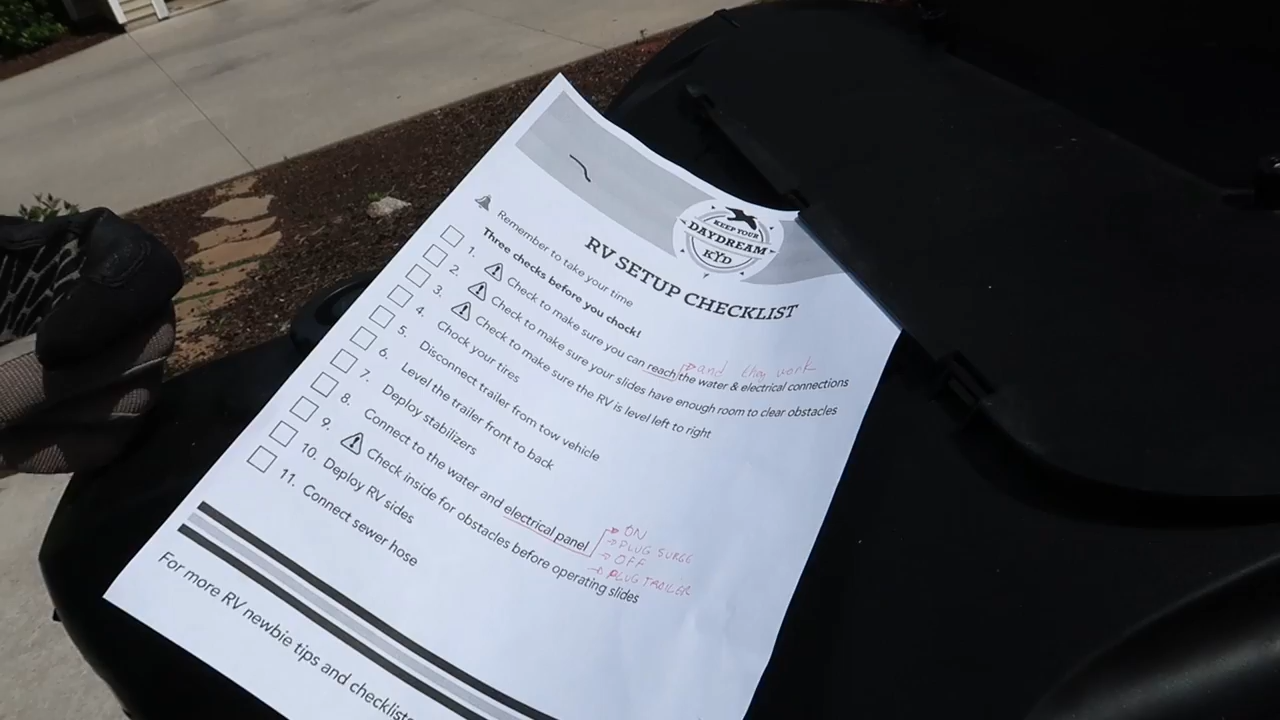 KEEP YOUR
DAYDREAM
KYD
RV SETUP CHECKLIST
Remember to take your time
Three checks before you chock!
1. Check to make sure you can reach the water & electrical connections
and they work
2. Check to make sure your slides have enough room to clear obstacles
3. Check to make sure the RV is level left to right
4. Chock your tires
5. Disconnect trailer from tow vehicle
6. Level the trailer front to back
7. Deploy stabilizers
8. Connect to the water and electrical panel
→ ON
→ PLUG SURGE
→ OFF
→ PLUG TRAILER
9. Check inside for obstacles before operating slides
10. Deploy RV sides
11. Connect sewer hose
For more RV newbie tips and checklists